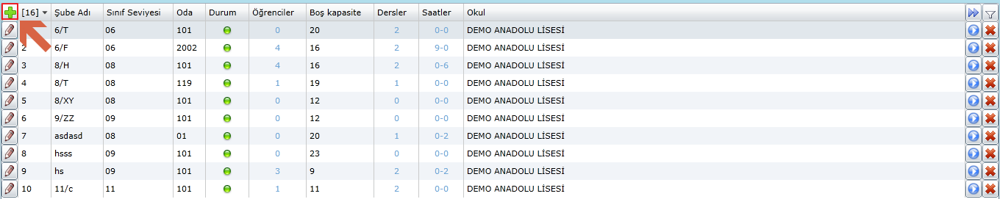 [16] Şube Adı Sınıf Seviyesi Oda Durum Öğrenciler Boş kapasite Dersler Saatler Okul
6/T 06 101 0 20 2 0-0 DEMO ANADOLU LİSESİ
2 6/F 06 2002 4 16 2 9-0 DEMO ANADOLU LİSESİ
3 8/H 08 101 4 16 2 0-6 DEMO ANADOLU LİSESİ
4 8/T 08 119 1 19 1 0-0 DEMO ANADOLU LİSESİ
5 8/XY 08 101 0 12 0 0-0 DEMO ANADOLU LİSESİ
6 9/ZZ 09 101 0 12 0 0-0 DEMO ANADOLU LİSESİ
7 asdasd 08 01 0 20 1 0-2 DEMO ANADOLU LİSESİ
8 hsss 09 101 0 23 0 0-0 DEMO ANADOLU LİSESİ
9 hs 09 101 3 9 2 0-2 DEMO ANADOLU LİSESİ
10 11/c 11 101 1 11 2 0-0 DEMO ANADOLU LİSESİ